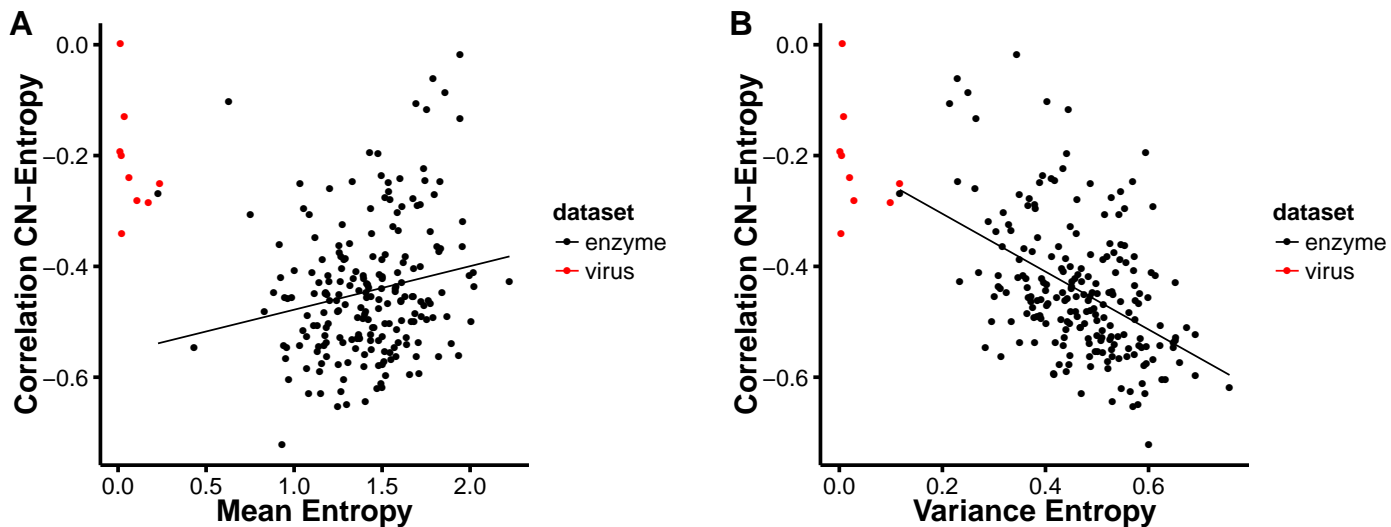 A
Correlation CN−Entropy
0.0
−0.2
−0.4
−0.6
0.0
0.5
1.0
1.5
2.0
Mean Entropy
dataset
enzyme
virus
B
Correlation CN−Entropy
0.0
−0.2
−0.4
−0.6
0.0
0.2
0.4
0.6
Variance Entropy
dataset
enzyme
virus